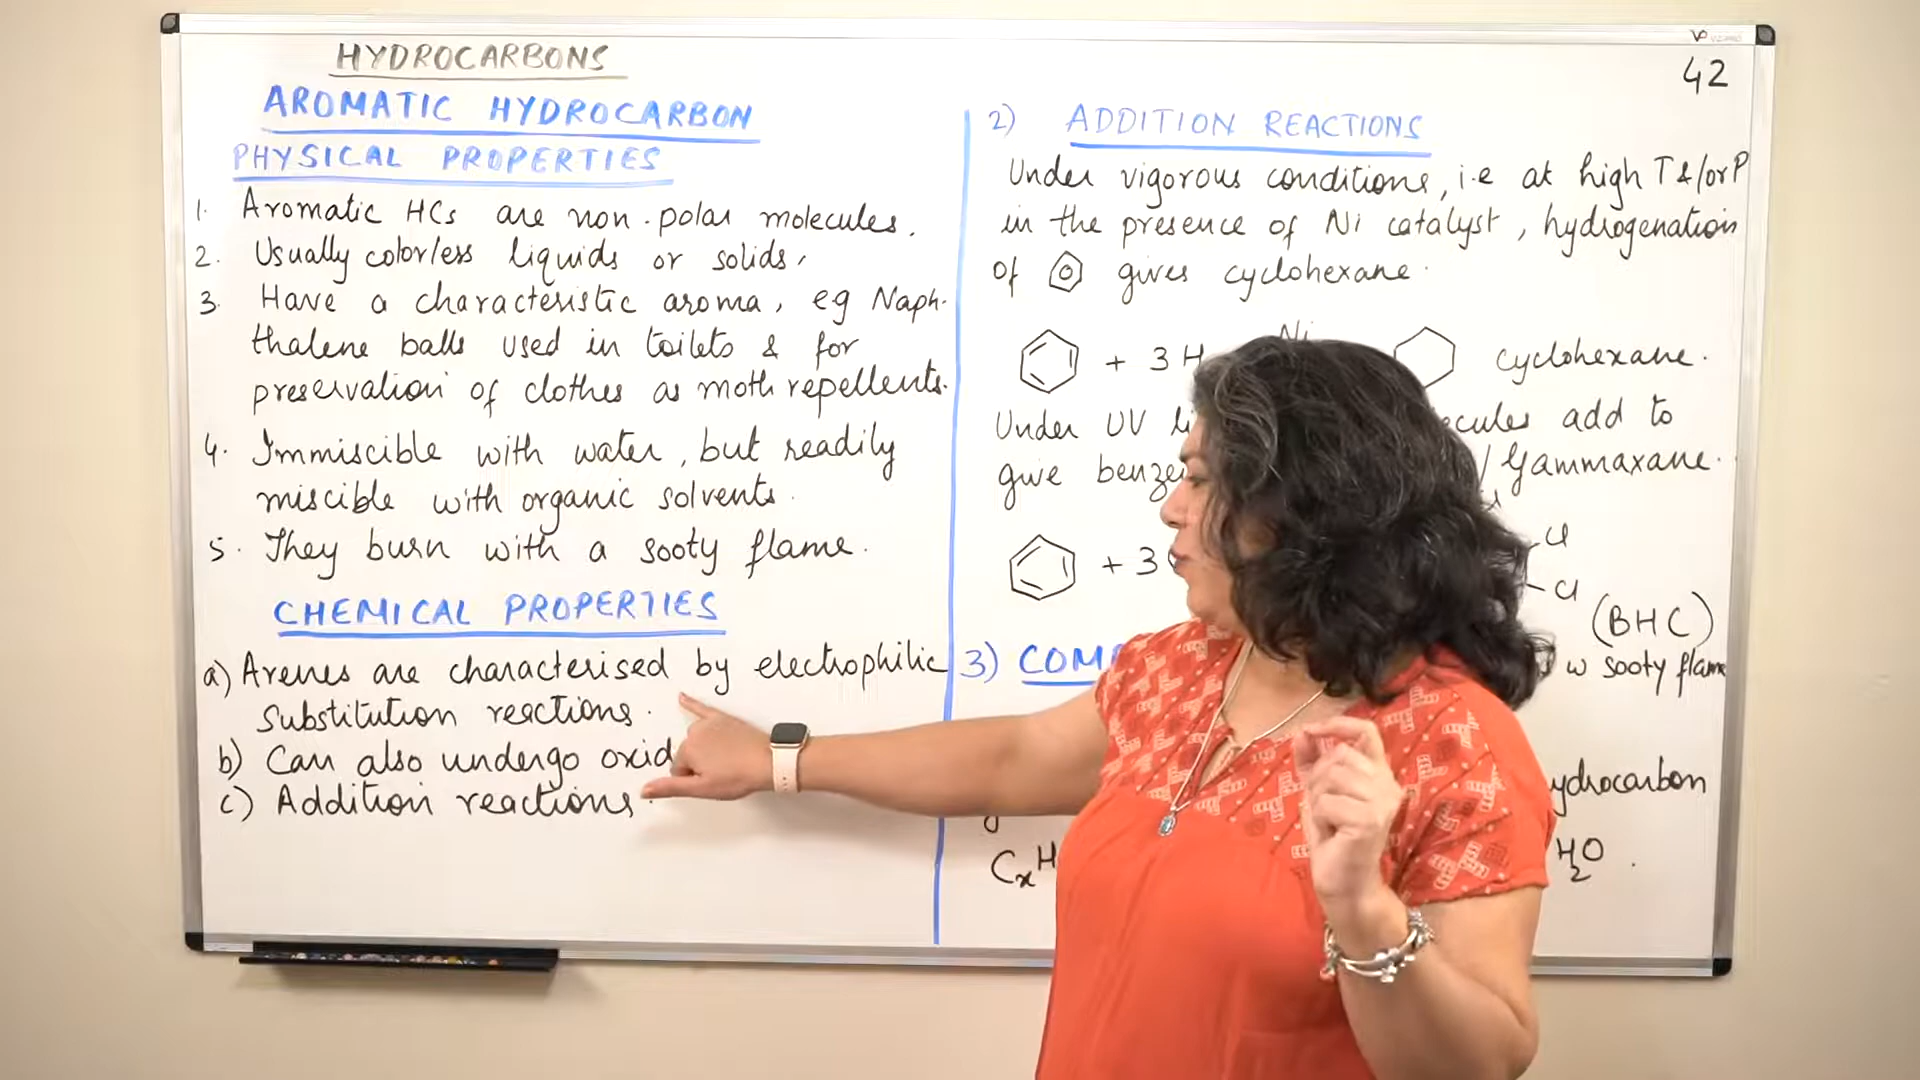 HYDROCARBONS
42
AROMATIC HYDROCARBON
PHYSICAL PROPERTIES
1. Aromatic HCs are non-polar molecules.
2. Usually colorless liquids or solids,
3. Have a characteristic aroma, eg Naph-
thalene balls used in toilets & for
preservation of clothes as moth repellents.
4. Immiscible with water, but readily
miscible with organic solvents.
5. They burn with a sooty flame.
CHEMICAL PROPERTIES
a) Arenes are characterised by electrophilic
substitution reactions.
b) Can also undergo
c) Addition reactions.
2) ADDITION REACTIONS
Under vigorous conditions, i.e at high T &/or P
in the presence of Ni catalyst, hydrogenation
of gives cyclohexane.
+ 3 H Ni cyclohexane.
Under UV add to
give / Gammaxane.
+ 3 Cl
Cl
(BHC)
3) w sooty flame
CxH H2O